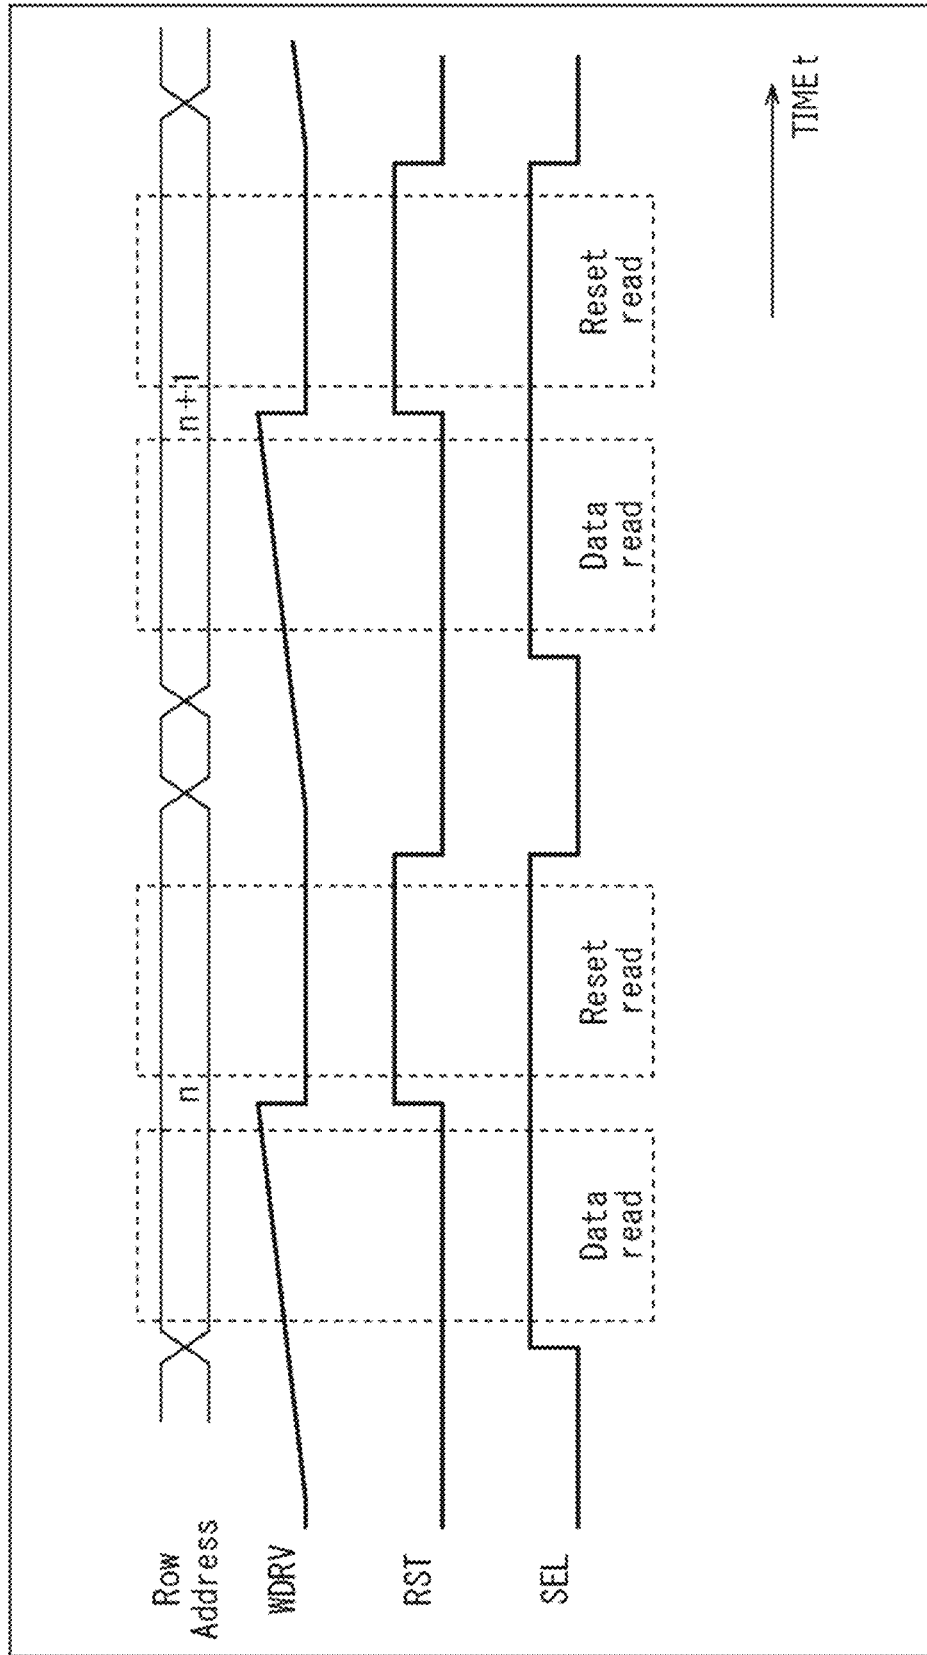 Row
Address
n
n+1
WDRV
RST
SEL
Data
read
Reset
read
Data
read
Reset
read
TIME t